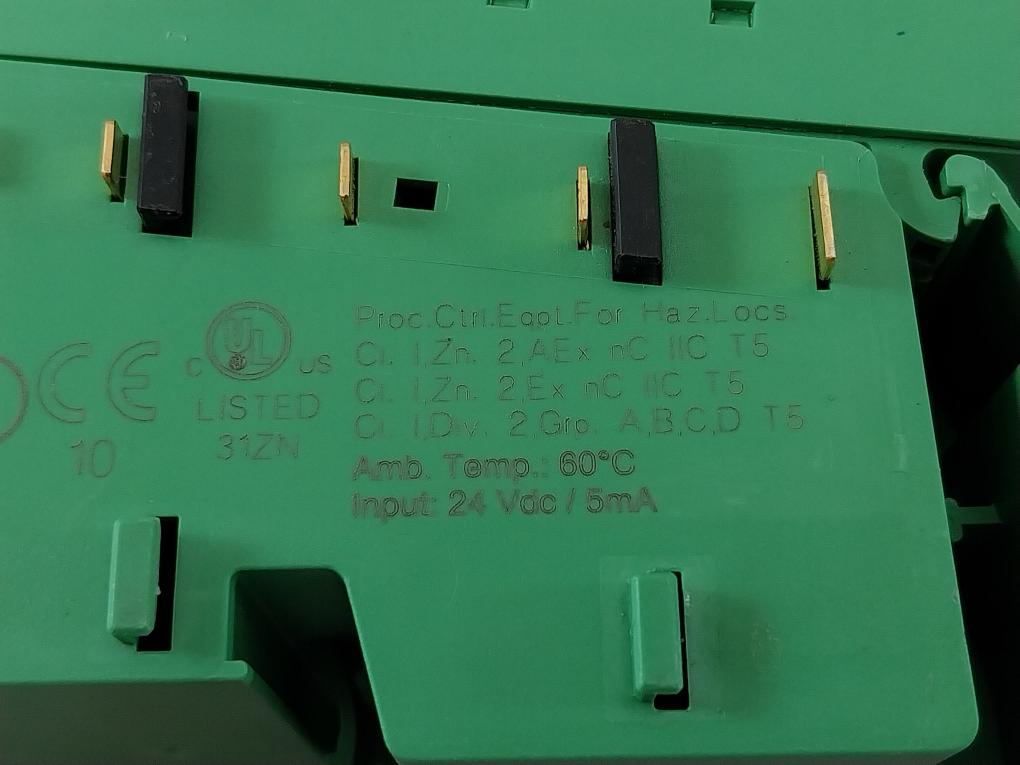 Proc.Ctrl.Eqpt.For Haz.Locs.
Cl. I,Zn. 2,AEx nC IIC T5
Cl. I,Zn. 2,Ex nC IIC T5
Cl. I,Div. 2,Grp. A,B,C,D T5
Amb. Temp.: 60°C
Input: 24 Vdc / 5mA
C UL US
LISTED
31ZN
CE
10